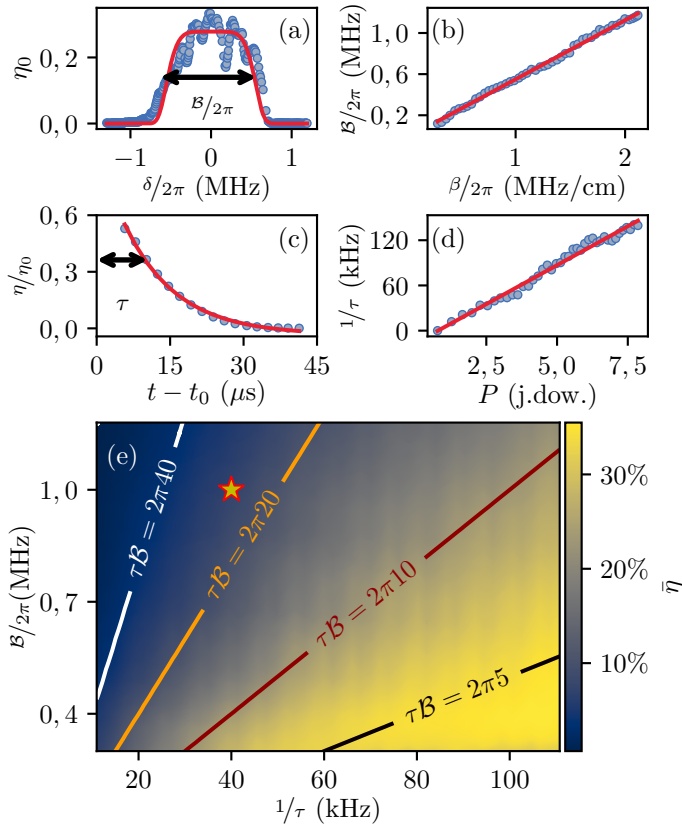 (a)
η₀
0,2
0,0
−1 0 1
δ/2π (MHz)
B/2π
(b)
B/2π (MHz)
1,0
0,6
0,2
1 2
β/2π (MHz/cm)
(c)
η/η₀
0,6
0,3
0,0
τ
0 15 30 45
t − t₀ (μs)
(d)
1/τ (kHz)
120
60
0
2,5 5,0 7,5
P (j.dow.)
(e)
B/2π(MHz)
1,0
0,7
0,4
τB = 2π40
τB = 2π20
τB = 2π10
τB = 2π5
20 40 60 80 100
1/τ (kHz)
30%
20%
10%
η̄